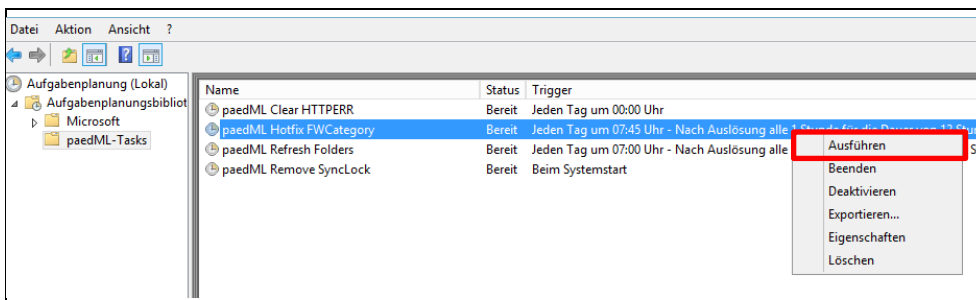 Datei Aktion Ansicht ?
Aufgabenplanung (Lokal)
Aufgabenplanungsbibliot
Microsoft
paedML-Tasks
Name Status Trigger
paedML Clear HTTPERR Bereit Jeden Tag um 00:00 Uhr
paedML Hotfix FWCategory Bereit Jeden Tag um 07:45 Uhr - Nach Auslösung alle 1 Stunde für die Dauer von 12 Stun
paedML Refresh Folders Bereit Jeden Tag um 07:00 Uhr - Nach Auslösung alle S
paedML Remove SyncLock Bereit Beim Systemstart
Ausführen
Beenden
Deaktivieren
Exportieren...
Eigenschaften
Löschen